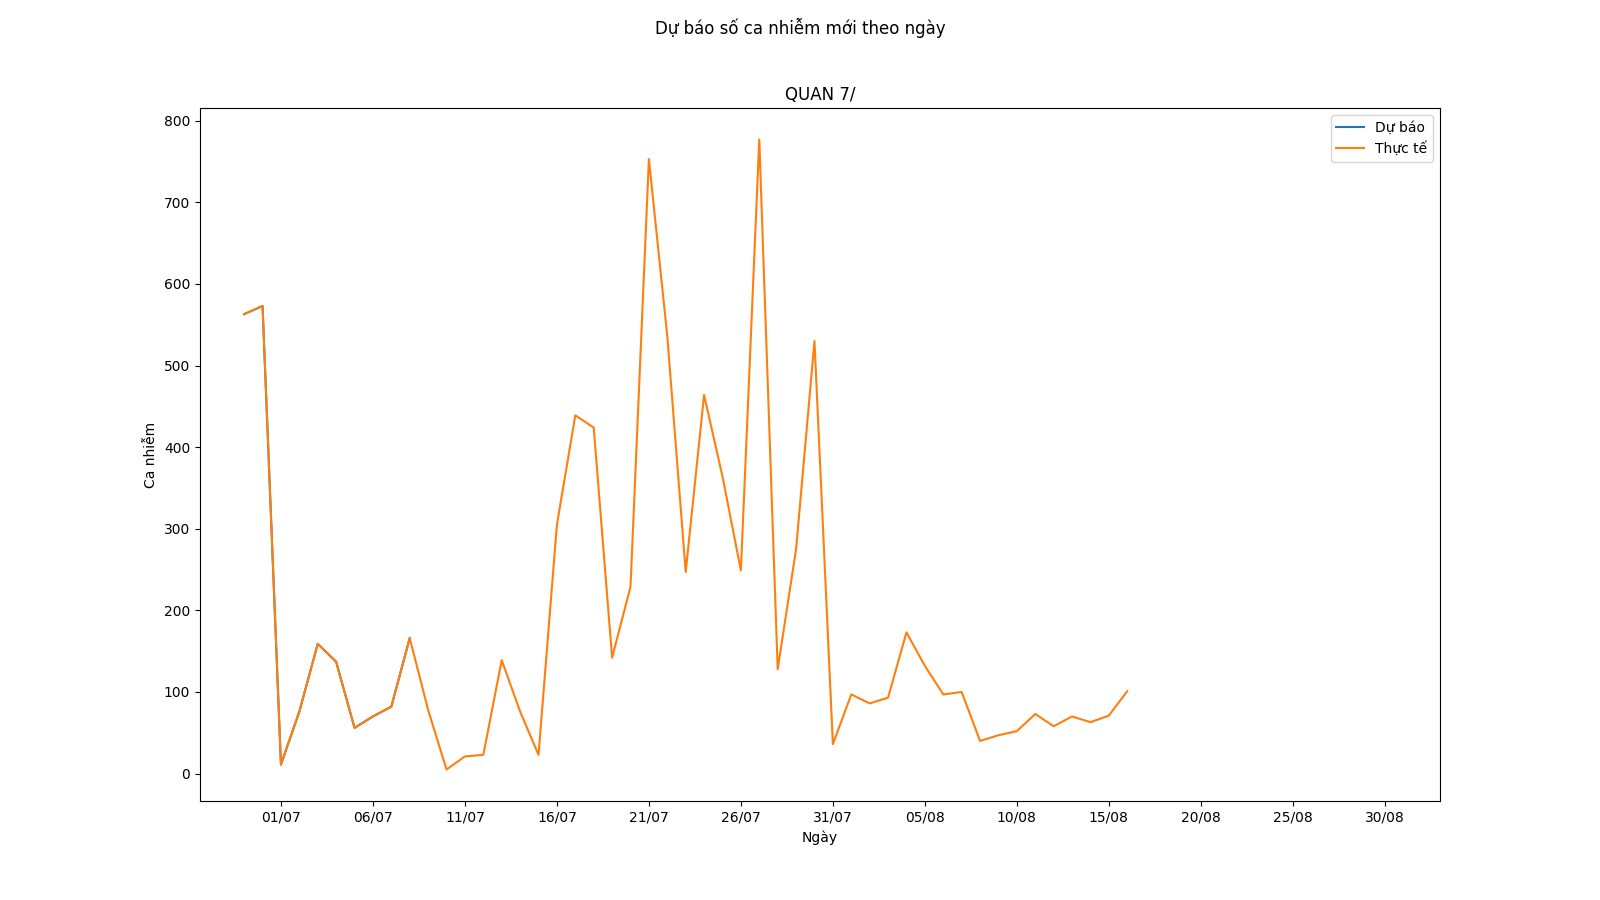 Dự báo số ca nhiễm mới theo ngày
QUAN 7/
Dự báo
Thực tế
800
700
600
500
400
300
200
100
0
Ca nhiễm
01/07 06/07 11/07 16/07 21/07 26/07 31/07 05/08 10/08 15/08 20/08 25/08 30/08
Ngày